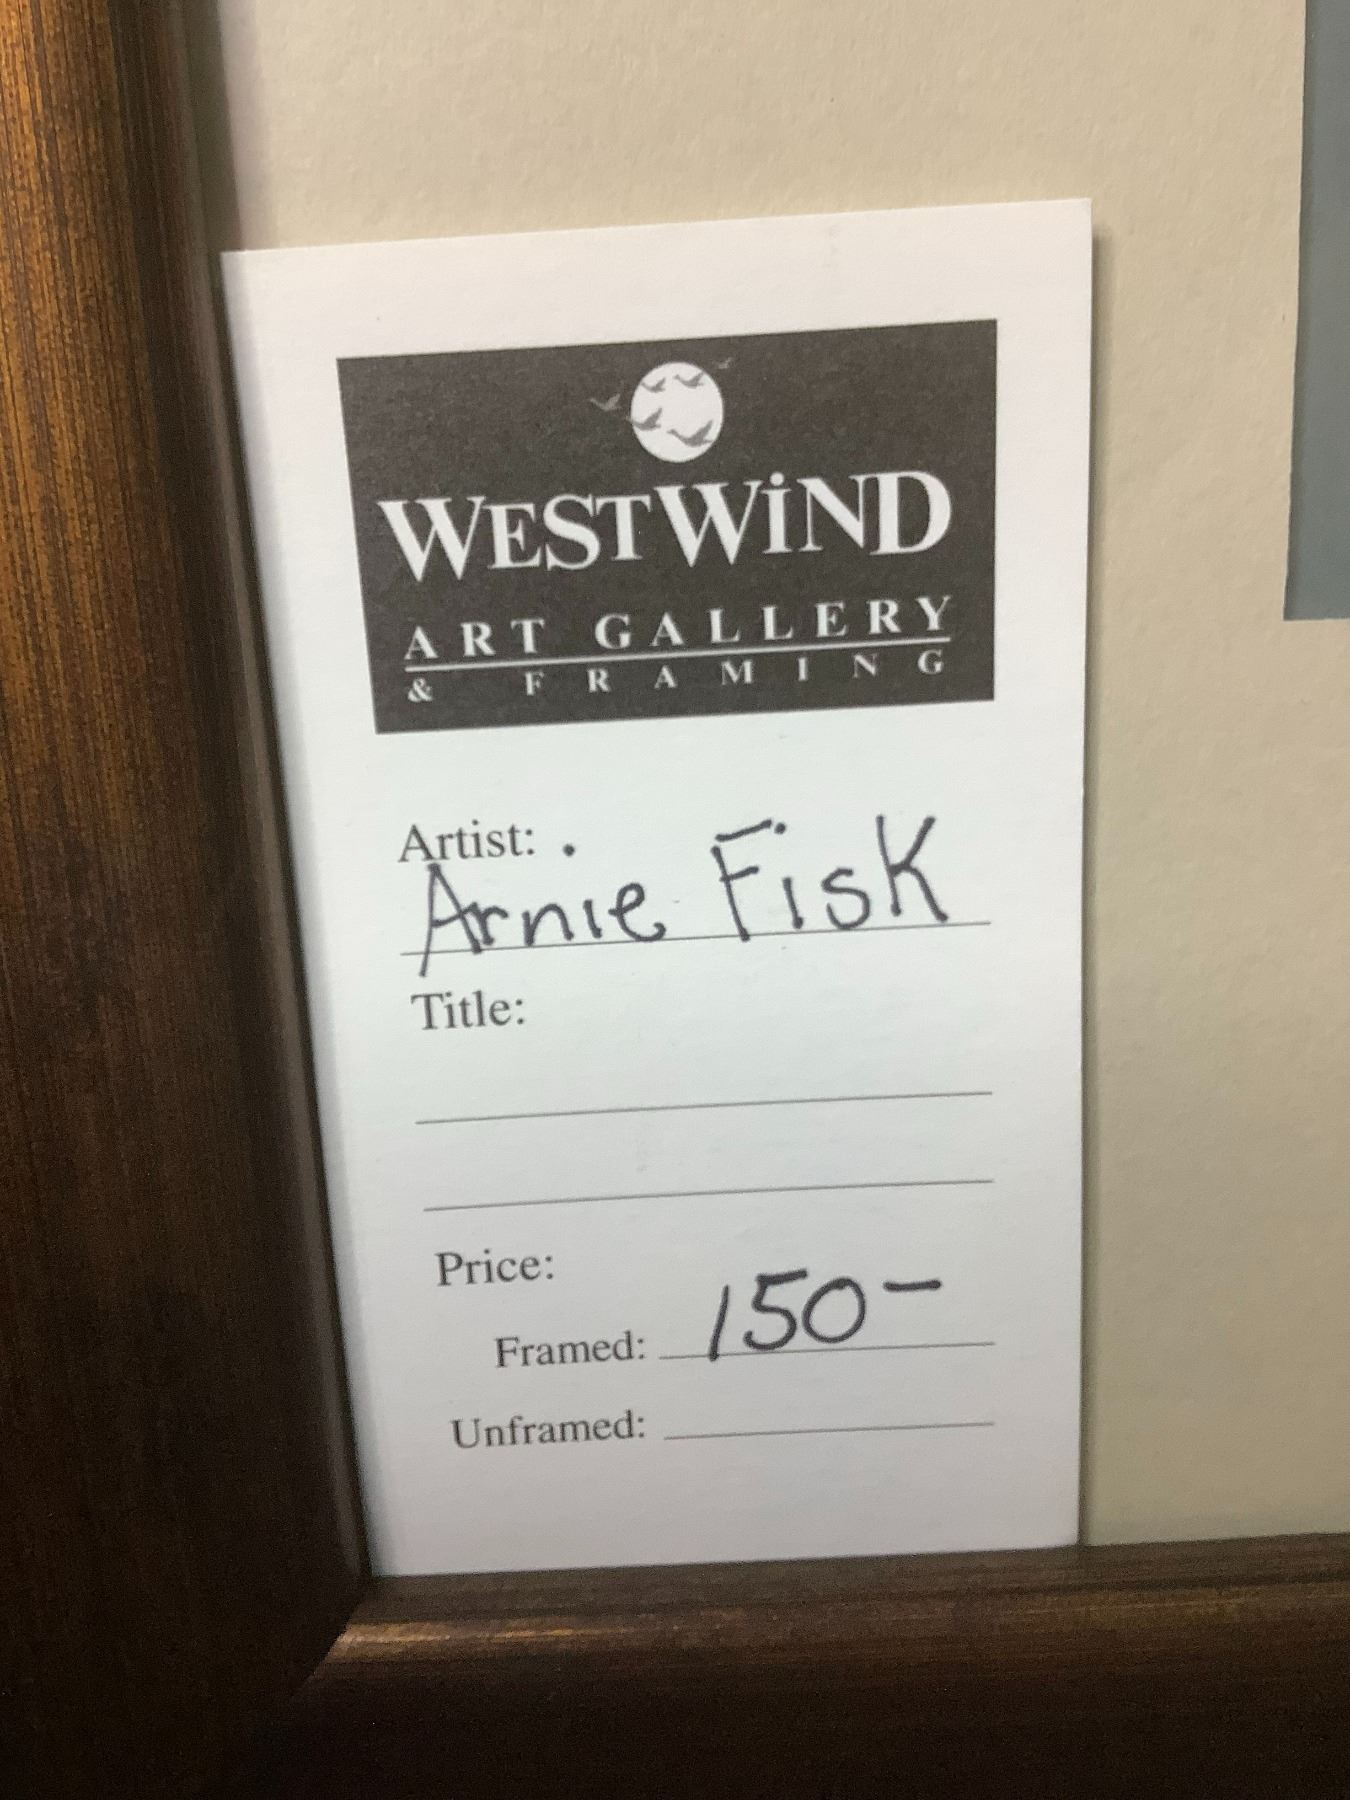 WESTWIND
ART GALLERY
& FRAMING
Artist: .
Arnie Fisk
Title:
Price:
Framed: 150-
Unframed: